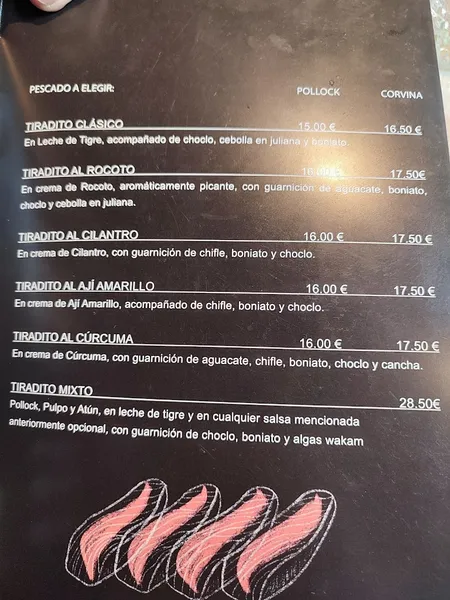 PESCADO A ELEGIR: POLLOCK CORVINA
TIRADITO CLÁSICO 15.00 € 16.50 €
En Leche de Tigre, acompañado de choclo, cebolla en juliana y boniato.
TIRADITO AL ROCOTO 16.00 € 17.50€
En crema de Rocoto, aromáticamente picante, con guarnición de aguacate, boniato,
choclo y cebolla en juliana.
TIRADITO AL CILANTRO 16.00 € 17.50 €
En crema de Cilantro, con guarnición de chifle, boniato y choclo.
TIRADITO AL AJÍ AMARILLO 16.00 € 17.50 €
En crema de Ají Amarillo, acompañado de chifle, boniato y choclo.
TIRADITO AL CÚRCUMA 16.00 € 17.50 €
En crema de Cúrcuma, con guarnición de aguacate, chifle, boniato, choclo y cancha.
TIRADITO MIXTO 28.50€
Pollock, Pulpo y Atún, en leche de tigre y en cualquier salsa mencionada
anteriormente opcional, con guarnición de choclo, boniato y algas wakam